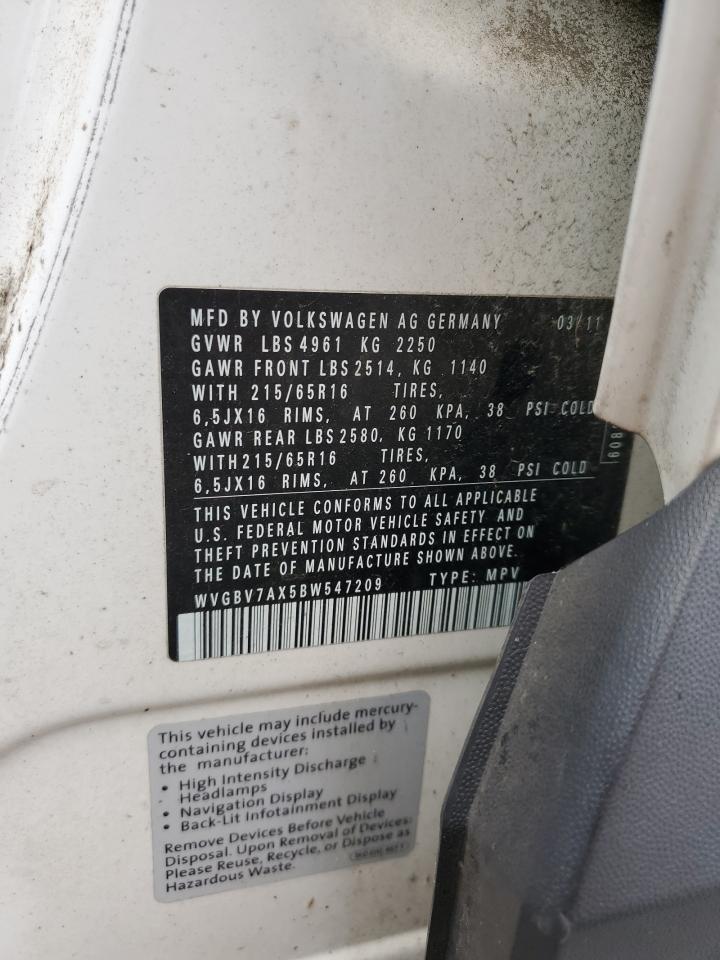 MFD BY VOLKSWAGEN AG GERMANY 03/11
GVWR LBS 4961 KG 2250
GAWR FRONT LBS 2514, KG 1140
WITH 215/65R16 TIRES,
6,5JX16 RIMS, AT 260 KPA, 38 PSI COLD
GAWR REAR LBS 2580, KG 1170
WITH 215/65R16 TIRES,
6,5JX16 RIMS, AT 260 KPA, 38 PSI COLD
THIS VEHICLE CONFORMS TO ALL APPLICABLE
U.S. FEDERAL MOTOR VEHICLE SAFETY AND
THEFT PREVENTION STANDARDS IN EFFECT ON
THE DATE OF MANUFACTURE SHOWN ABOVE.
WVGBV7AX5BW547209 TYPE: MPV
This vehicle may include mercury-
containing devices installed by
the manufacturer:
• High Intensity Discharge
Headlamps
• Navigation Display
• Back-Lit Infotainment Display
Remove Devices Before Vehicle
Disposal. Upon Removal of Devices:
Please Reuse, Recycle, or Dispose as
Hazardous Waste.